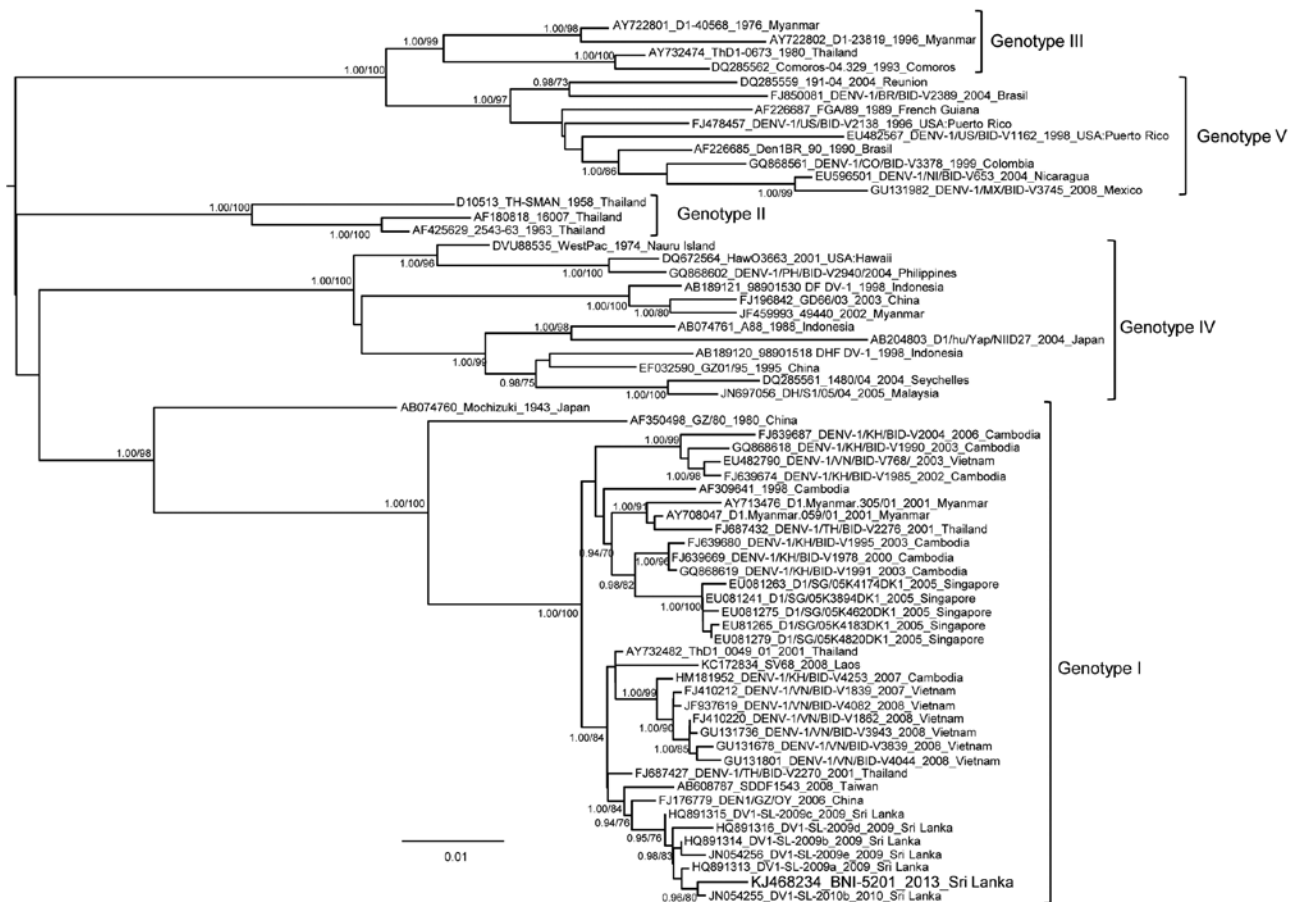 AY722801_D1-40568_1976_Myanmar
1.00/98
1.00/99
AY722802_D1-23819_1996_Myanmar
Genotype III
AY732474_ThD1-0673_1980_Thailand
1.00/100
DQ285562_Comoros-04.329_1993_Comoros
1.00/100
DQ285559_191-04_2004_Reunion
0.98/73
FJ850081_DENV-1/BR/BID-V2389_2004_Brasil
1.00/97
AF226687_FGA/89_1989_French Guiana
FJ478457_DENV-1/US/BID-V2138_1996_USA:Puerto Rico
EU482567_DENV-1/US/BID-V1162_1998_USA:Puerto Rico
Genotype V
AF226685_Den1BR_90_1990_Brasil
GQ868561_DENV-1/CO/BID-V3378_1999_Colombia
1.00/86
EU596501_DENV-1/NI/BID-V653_2004_Nicaragua
1.00/99
GU131982_DENV-1/MX/BID-V3745_2008_Mexico
D10513_TH-SMAN_1958_Thailand
1.00/100
AF180818_16007_Thailand
Genotype II
AF425629_2543-63_1963_Thailand
1.00/100
DVU88535_WestPac_1974_Nauru Island
DQ672564_HawO3663_2001_USA:Hawaii
1.00/96
GQ868602_DENV-1/PH/BID-V2940/2004_Philippines
1.00/100
1.00/100
AB189121_98901530_DF DV-1_1998_Indonesia
FJ196842_GD66/03_2003_China
1.00/100
1.00/80
JF459993_49440_2002_Myanmar
AB074761_A88_1988_Indonesia
Genotype IV
1.00/98
AB204803_D1/hu/Yap/NIID27_2004_Japan
AB189120_98901518_DHF DV-1_1998_Indonesia
1.00/99
EF032590_GZ01/95_1995_China
0.98/75
DQ285561_1480/04_2004_Seychelles
1.00/100
JN697056_DH/S1/05/04_2005_Malaysia
AB074760_Mochizuki_1943_Japan
AF350498_GZ/80_1980_China
FJ639687_DENV-1/KH/BID-V2004_2006_Cambodia
1.00/99
GQ868618_DENV-1/KH/BID-V1990_2003_Cambodia
1.00/98
EU482790_DENV-1/VN/BID-V768/_2003_Vietnam
1.00/98
FJ639674_DENV-1/KH/BID-V1985_2002_Cambodia
AF309641_1998_Cambodia
1.00/100
AY713476_D1.Myanmar.305/01_2001_Myanmar
1.00/91
AY708047_D1.Myanmar.059/01_2001_Myanmar
FJ687432_DENV-1/TH/BID-V2276_2001_Thailand
FJ639680_DENV-1/KH/BID-V1995_2003_Cambodia
0.94/70
1.00/96
FJ639669_DENV-1/KH/BID-V1978_2000_Cambodia
0.98/82
GQ868619_DENV-1/KH/BID-V1991_2003_Cambodia
EU081263_D1/SG/05K4174DK1_2005_Singapore
EU081241_D1/SG/05K3894DK1_2005_Singapore
1.00/100
1.00/100
EU081275_D1/SG/05K4620DK1_2005_Singapore
EU81265_D1/SG/05K4183DK1_2005_Singapore
EU081279_D1/SG/05K4820DK1_2005_Singapore
AY732482_ThD1_0049_01_2001_Thailand
KC172834_SV68_2008_Laos
Genotype I
HM181952_DENV-1/KH/BID-V4253_2007_Cambodia
1.00/99
FJ410212_DENV-1/VN/BID-V1839_2007_Vietnam
JF937619_DENV-1/VN/BID-V4082_2008_Vietnam
FJ410220_DENV-1/VN/BID-V1862_2008_Vietnam
1.00/90
GU131736_DENV-1/VN/BID-V3943_2008_Vietnam
1.00/84
1.00/85
GU131678_DENV-1/VN/BID-V3839_2008_Vietnam
GU131801_DENV-1/VN/BID-V4044_2008_Vietnam
FJ687427_DENV-1/TH/BID-V2270_2001_Thailand
AB608787_SDDF1543_2008_Taiwan
1.00/84
FJ176779_DEN1/GZ/OY_2006_China
0.94/76
HQ891315_DV1-SL-2009c_2009_Sri Lanka
0.95/76
HQ891316_DV1-SL-2009d_2009_Sri Lanka
HQ891314_DV1-SL-2009b_2009_Sri Lanka
0.98/83
JN054256_DV1-SL-2009e_2009_Sri Lanka
HQ891313_DV1-SL-2009a_2009_Sri Lanka
KJ468234_BNI-5201_2013_Sri Lanka
0.96/80
JN054255_DV1-SL-2010b_2010_Sri Lanka
0.01